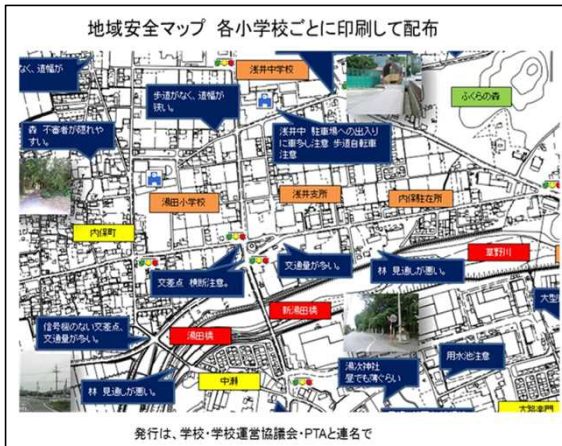 地域安全マップ 各小学校ごとに印刷して配布
なく、道幅が
浅井中学校
歩道がなく、道幅が
狭い。
ふくらの森
森 不審者が隠れや
すい。
浅井中 駐車場への出入り
に車多し注意 歩道自転車
注意
湯田小学校
浅井支所
内保駐在所
内保町
草野川
交差点 横断注意。
交通量が多い。
林 見通しが悪い。
新湯田橋
大型
信号機のない交差点、
交通量が多い。
湯田橋
湯次神社
昼でも薄ぐらい
用水池注意
中瀬
林 見通しが悪い。
大路楽門
発行は、学校・学校運営協議会・PTAと連名で